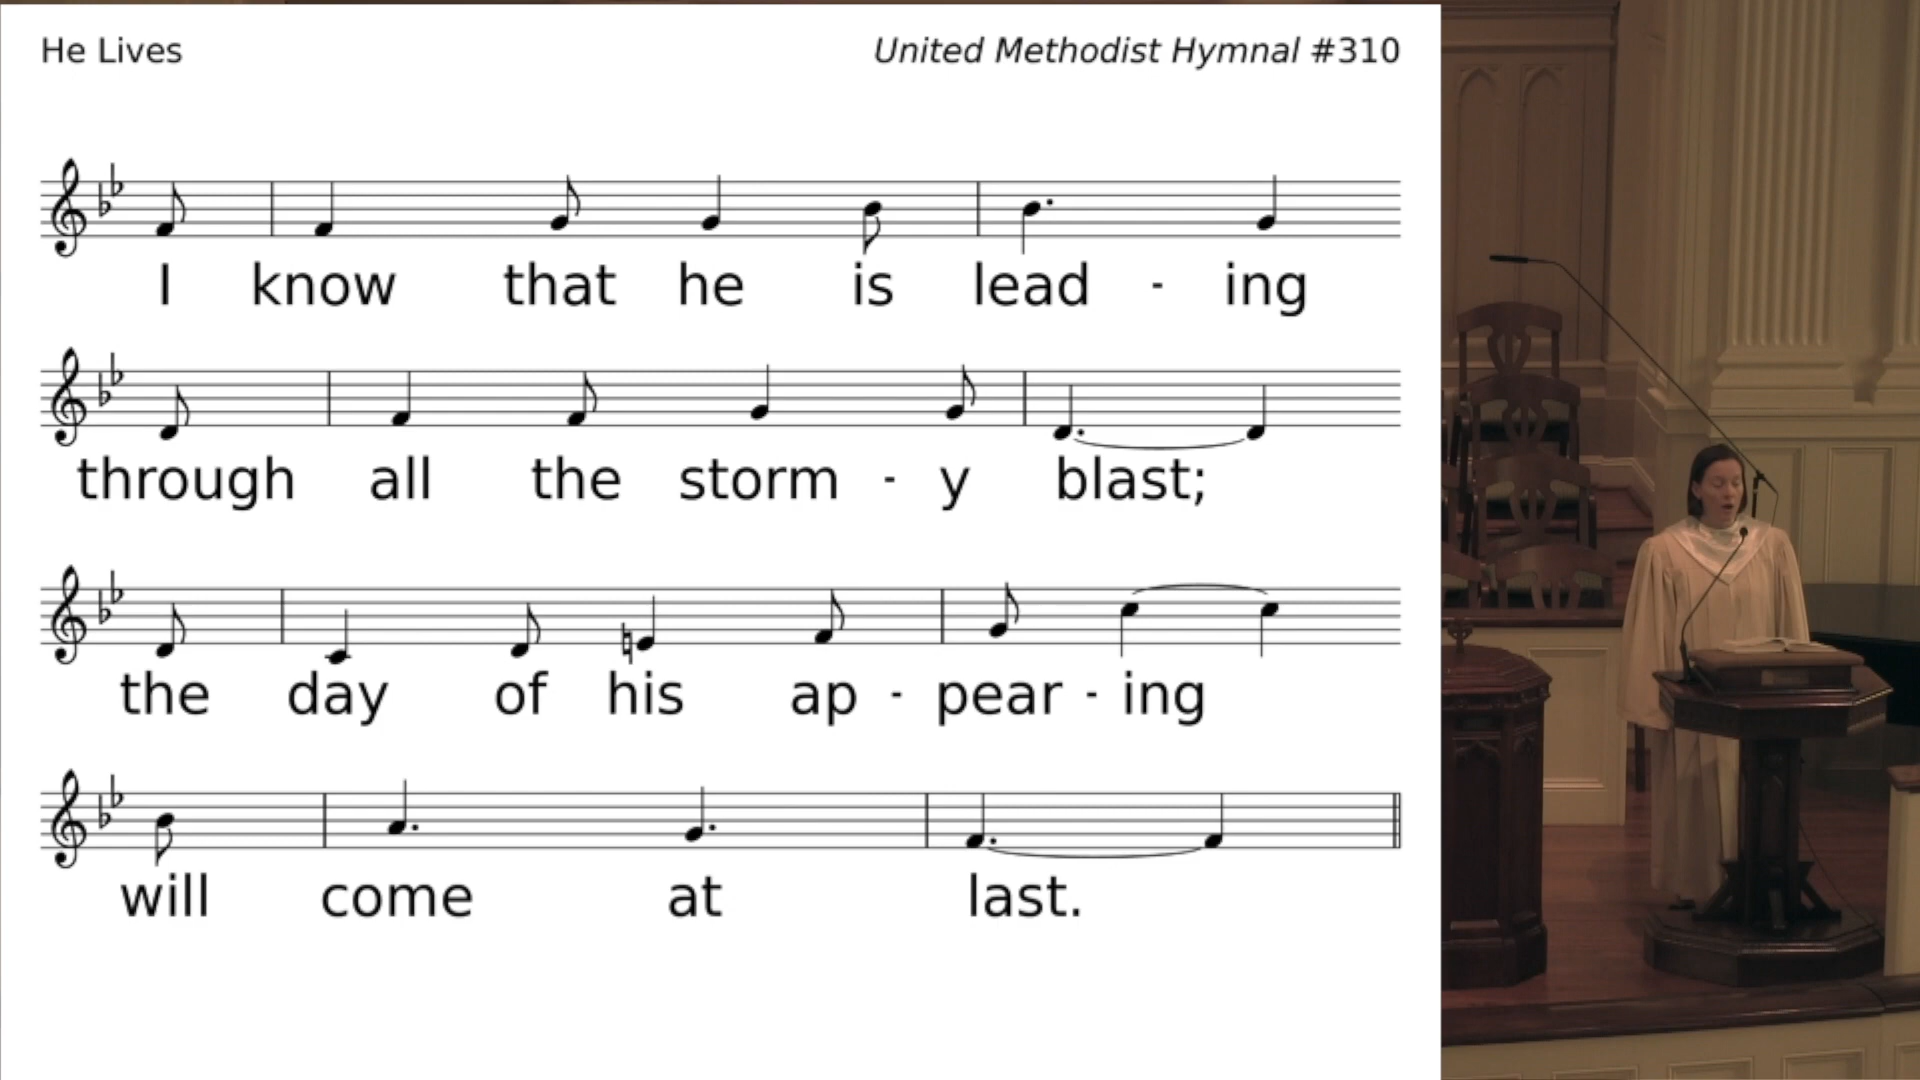 He Lives
United Methodist Hymnal #310
I know that he is lead - ing
through all the storm - y blast;
the day of his ap - pear - ing
will come at last.